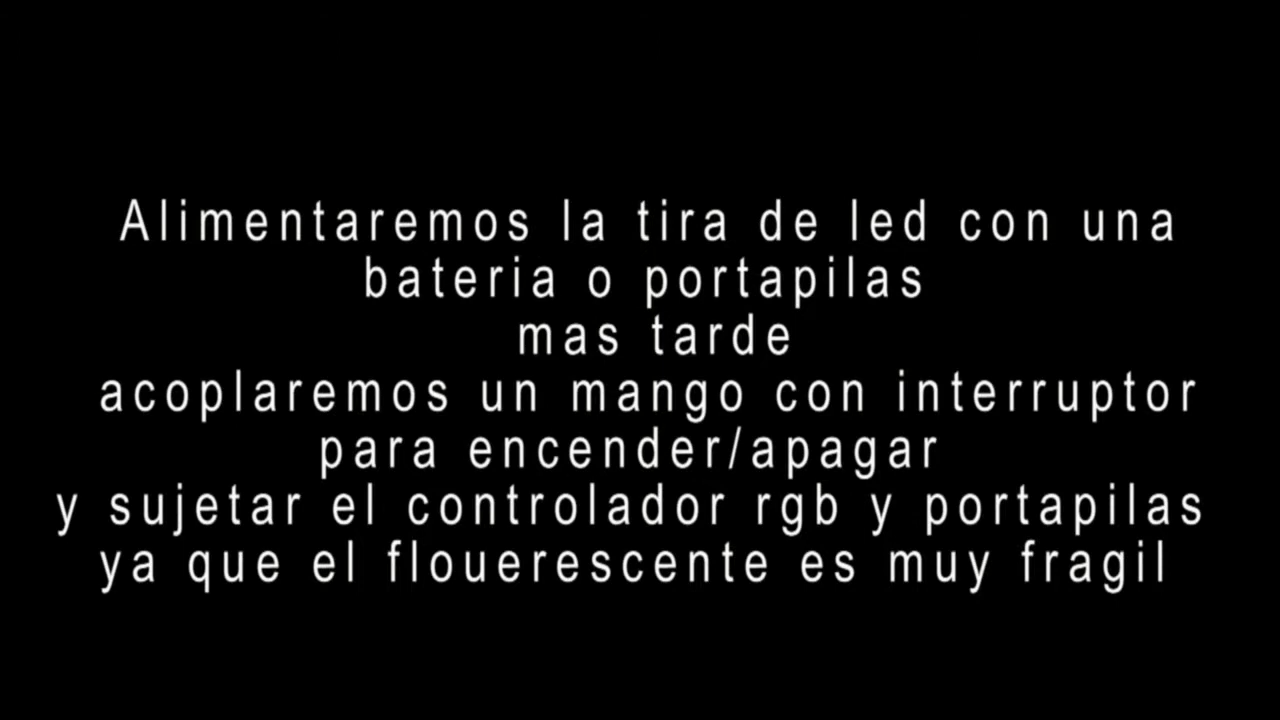 Alimentaremos la tira de led con una
bateria o portapilas
mas tarde
acoplaremos un mango con interruptor
para encender/apagar
y sujetar el controlador rgb y portapilas
ya que el flouerescente es muy fragil